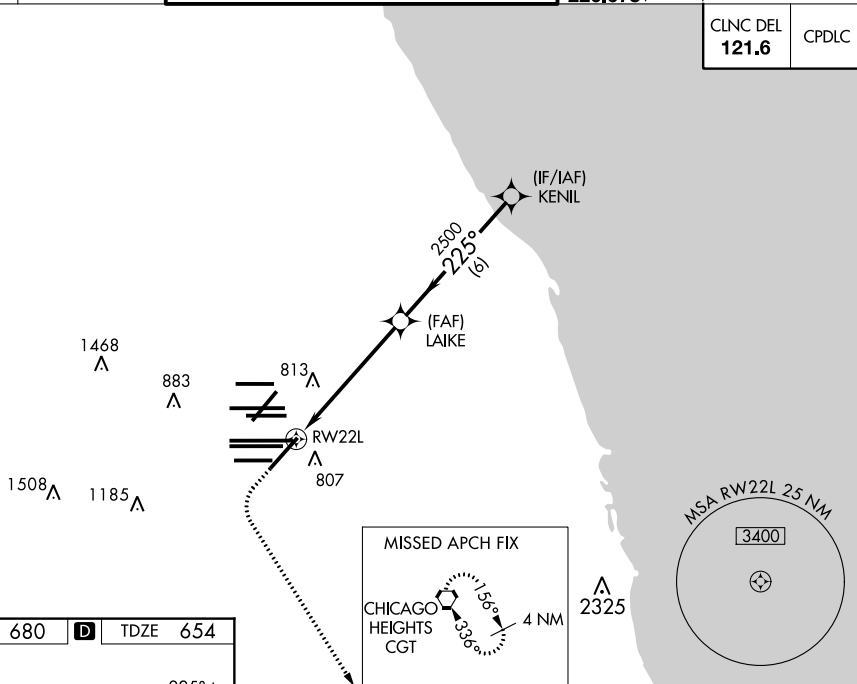 CLNC DEL
121.6
CPDLC
(IF/IAF)
KENIL
2500
225°
(6)
(FAF)
LAIKE
1468
883
813
RW22L
807
1508
1185
MSA RW22L 25 NM
3400
MISSED APCH FIX
CHICAGO
HEIGHTS
CGT
156°
336°
4 NM
2325
680
D
TDZE 654